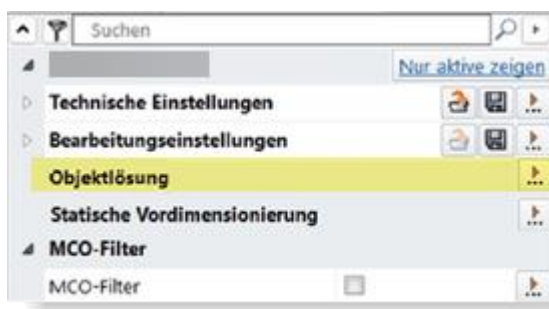 Suchen
Nur aktive zeigen
Technische Einstellungen
Bearbeitungseinstellungen
Objektlösung
Statische Vordimensionierung
MCO-Filter
MCO-Filter